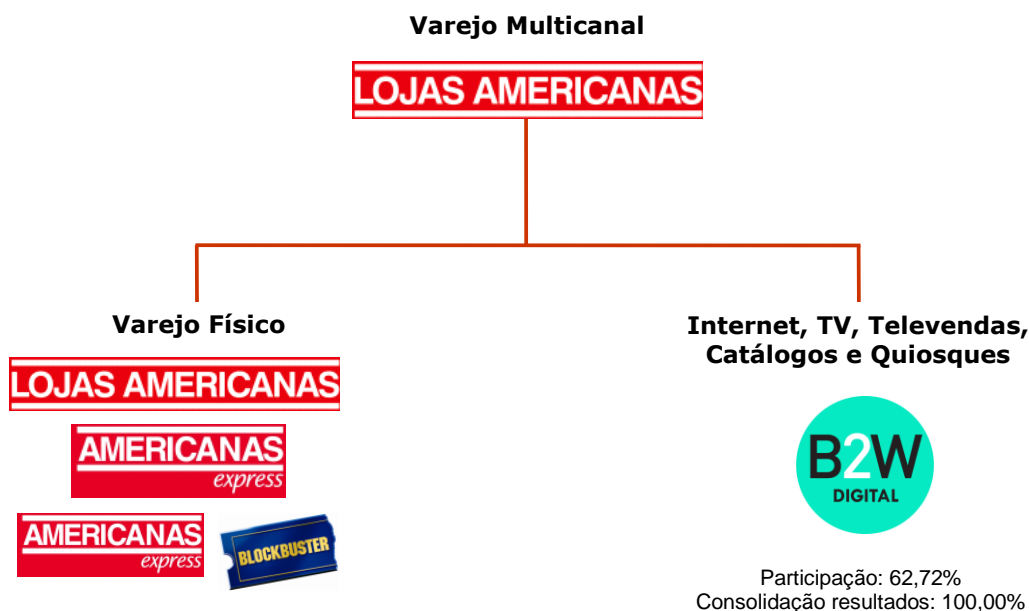 Varejo Multicanal
LOJAS AMERICANAS
Varejo Físico
LOJAS AMERICANAS
AMERICANAS
express
AMERICANAS
express
BLOCKBUSTER
Internet, TV, Televendas,
Catálogos e Quiosques
B2W
DIGITAL
Participação: 62,72%
Consolidação resultados: 100,00%